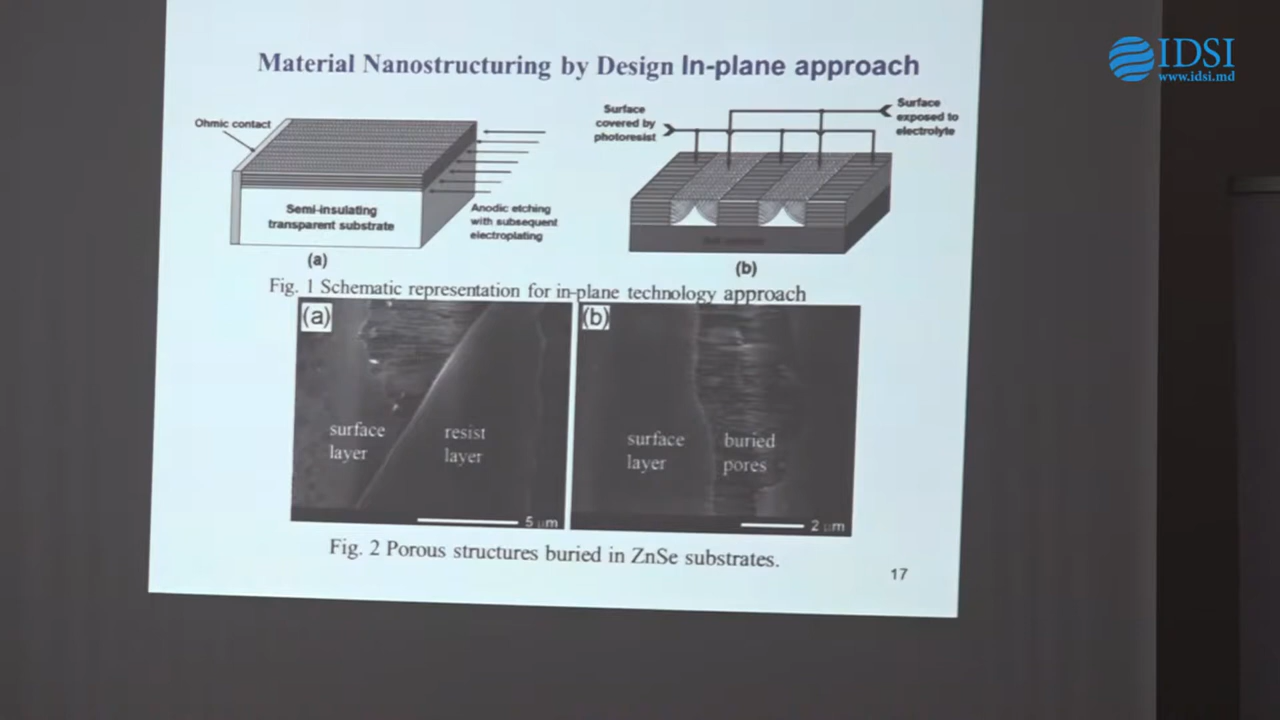 IDSI
www.idsi.md
Material Nanostructuring by Design In-plane approach
Ohmic contact
Semi-insulating
transparent substrate
Anodic etching
with subsequent
electroplating
(a)
Surface
covered by
photoresist
Surface
exposed to
electrolyte
(b)
Fig. 1 Schematic representation for in-plane technology approach
(a)
surface
layer
resist
layer
5 µm
(b)
surface
layer
buried
pores
2 µm
Fig. 2 Porous structures buried in ZnSe substrates.
17